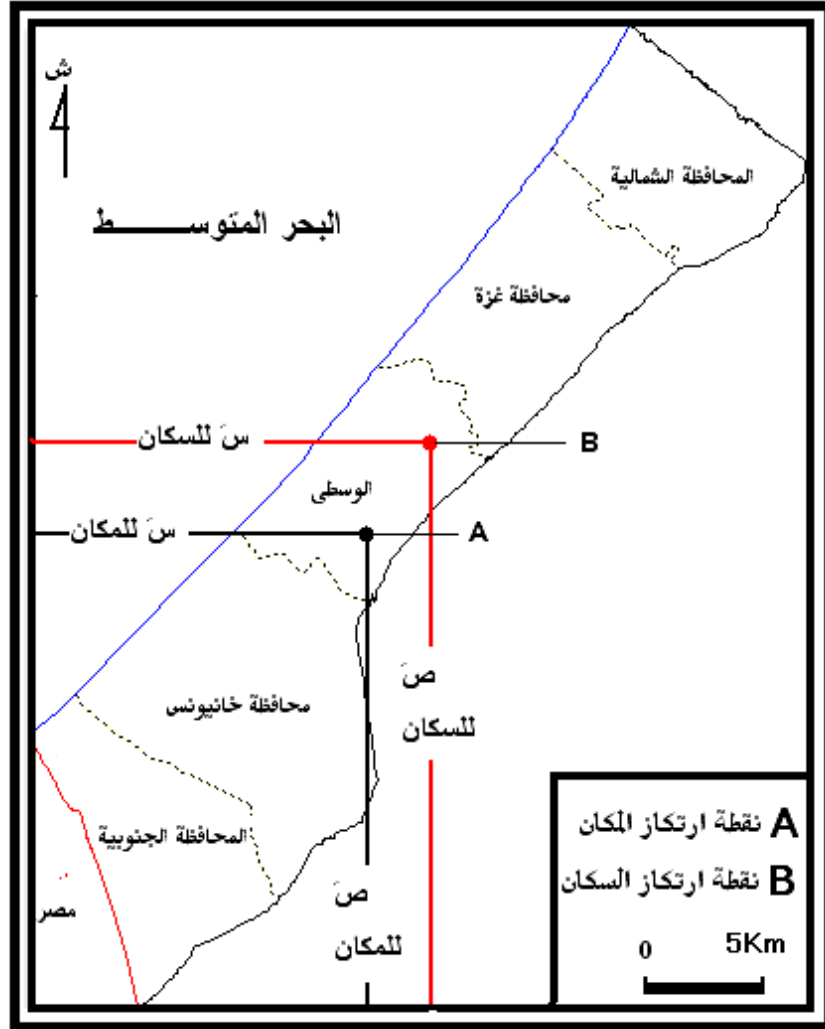 ش
المحافظة الشمالية
البحر المتوســـــــط
محافظة غزة
سَ للسكان
B
الوسطى
سَ للمكان
A
صَ
للسكان
محافظة خانيونس
المحافظة الجنوبية
صَ
للمكان
مصر
A نقطة ارتكاز المكان
B نقطة ارتكاز السكان
0 5Km